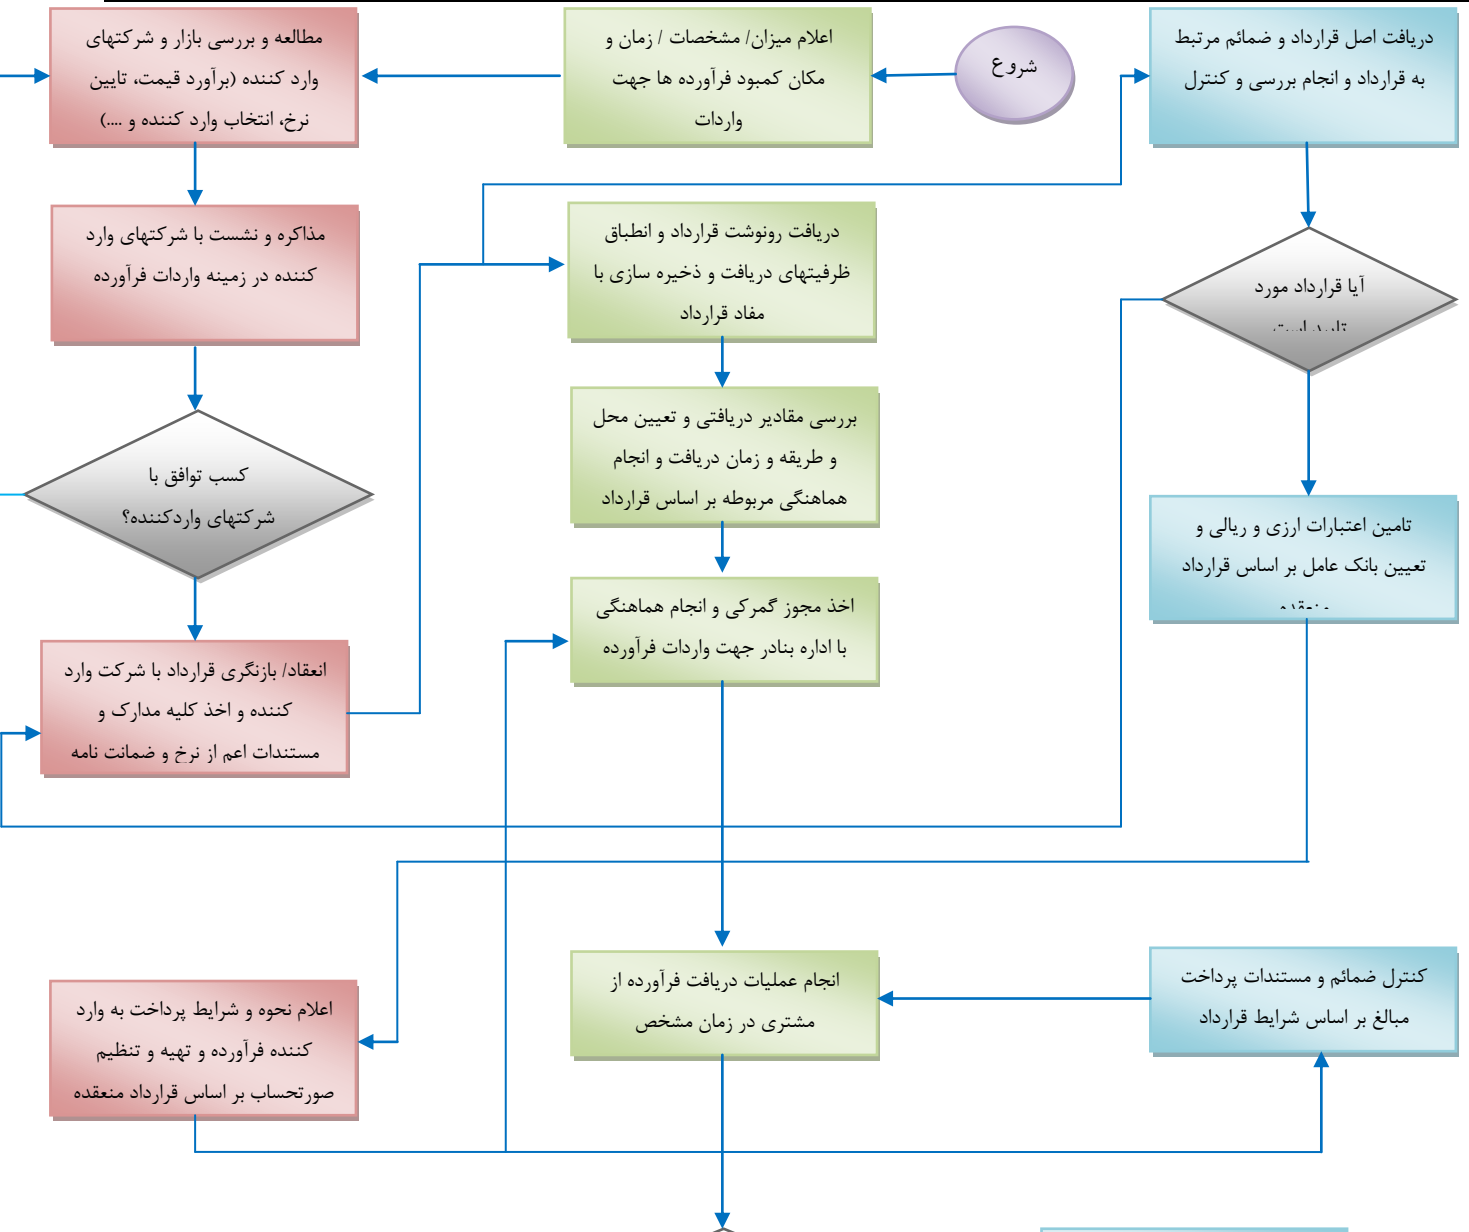 شروع
اعلام میزان/ مشخصات / زمان و
مکان کمبود فرآورده ها جهت
واردات
مطالعه و بررسی بازار و شرکتهای
وارد کننده (برآورد قیمت، تایین
نرخ، انتخاب وارد کننده و ....)
مذاکره و نشست با شرکتهای وارد
کننده در زمینه واردات فرآورده
کسب توافق با
شرکتهای واردکننده؟
انعقاد/ بازنگری قرارداد با شرکت وارد
کننده و اخذ کلیه مدارک و
مستندات اعم از نرخ و ضمانت نامه
دریافت اصل قرارداد و ضمائم مرتبط
به قرارداد و انجام بررسی و کنترل
آیا قرارداد مورد
تایید است
تامین اعتبارات ارزی و ریالی و
تعیین بانک عامل بر اساس قرارداد
منعقده
دریافت رونوشت قرارداد و انطباق
ظرفیتهای دریافت و ذخیره سازی با
مفاد قرارداد
بررسی مقادیر دریافتی و تعیین محل
و طریقه و زمان دریافت و انجام
هماهنگی مربوطه بر اساس قرارداد
اخذ مجوز گمرکی و انجام هماهنگی
با اداره بنادر جهت واردات فرآورده
اعلام نحوه و شرایط پرداخت به وارد
کننده فرآورده و تهیه و تنظیم
صورتحساب بر اساس قرارداد منعقده
کنترل ضمائم و مستندات پرداخت
مبالغ بر اساس شرایط قرارداد
انجام عملیات دریافت فرآورده از
مشتری در زمان مشخص